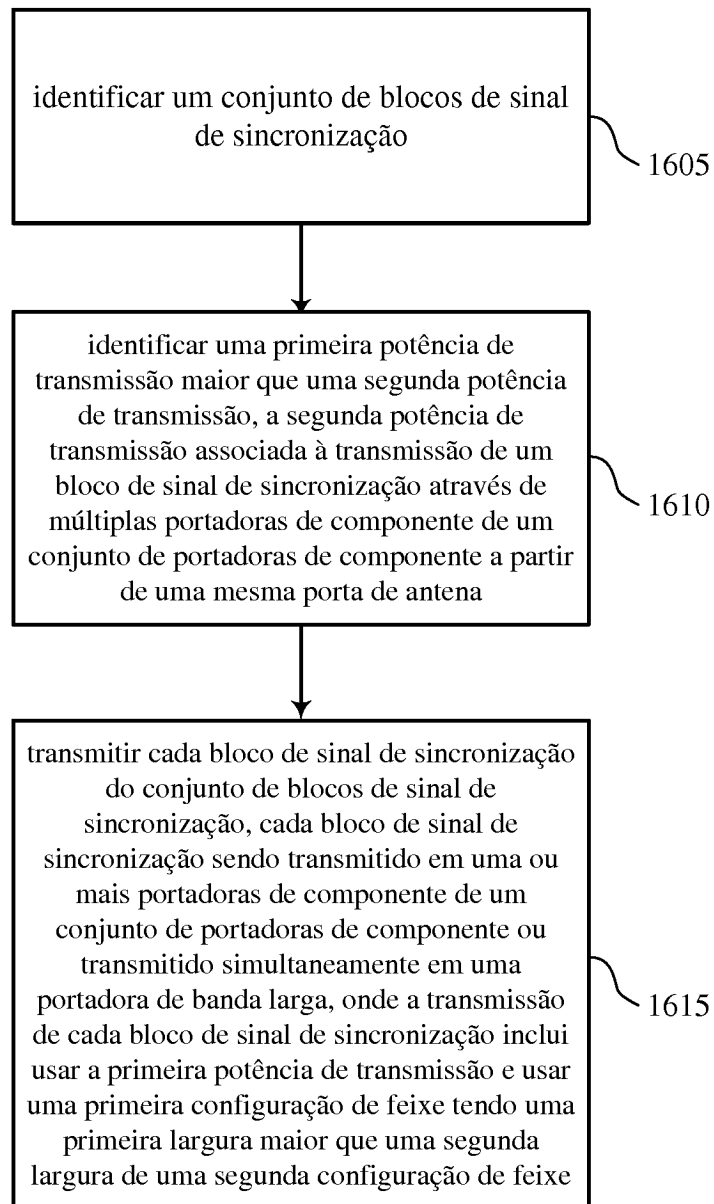 identificar um conjunto de blocos de sinal
de sincronização
1605
identificar uma primeira potência de
transmissão maior que uma segunda potência
de transmissão, a segunda potência de
transmissão associada à transmissão de um
bloco de sinal de sincronização através de
múltiplas portadoras de componente de um
conjunto de portadoras de componente a partir
de uma mesma porta de antena
1610
transmitir cada bloco de sinal de sincronização
do conjunto de blocos de sinal de
sincronização, cada bloco de sinal de
sincronização sendo transmitido em uma ou
mais portadoras de componente de um
conjunto de portadoras de componente ou
transmitido simultaneamente em uma
portadora de banda larga, onde a transmissão
de cada bloco de sinal de sincronização inclui
usar a primeira potência de transmissão e usar
uma primeira configuração de feixe tendo uma
primeira largura maior que uma segunda
largura de uma segunda configuração de feixe
1615